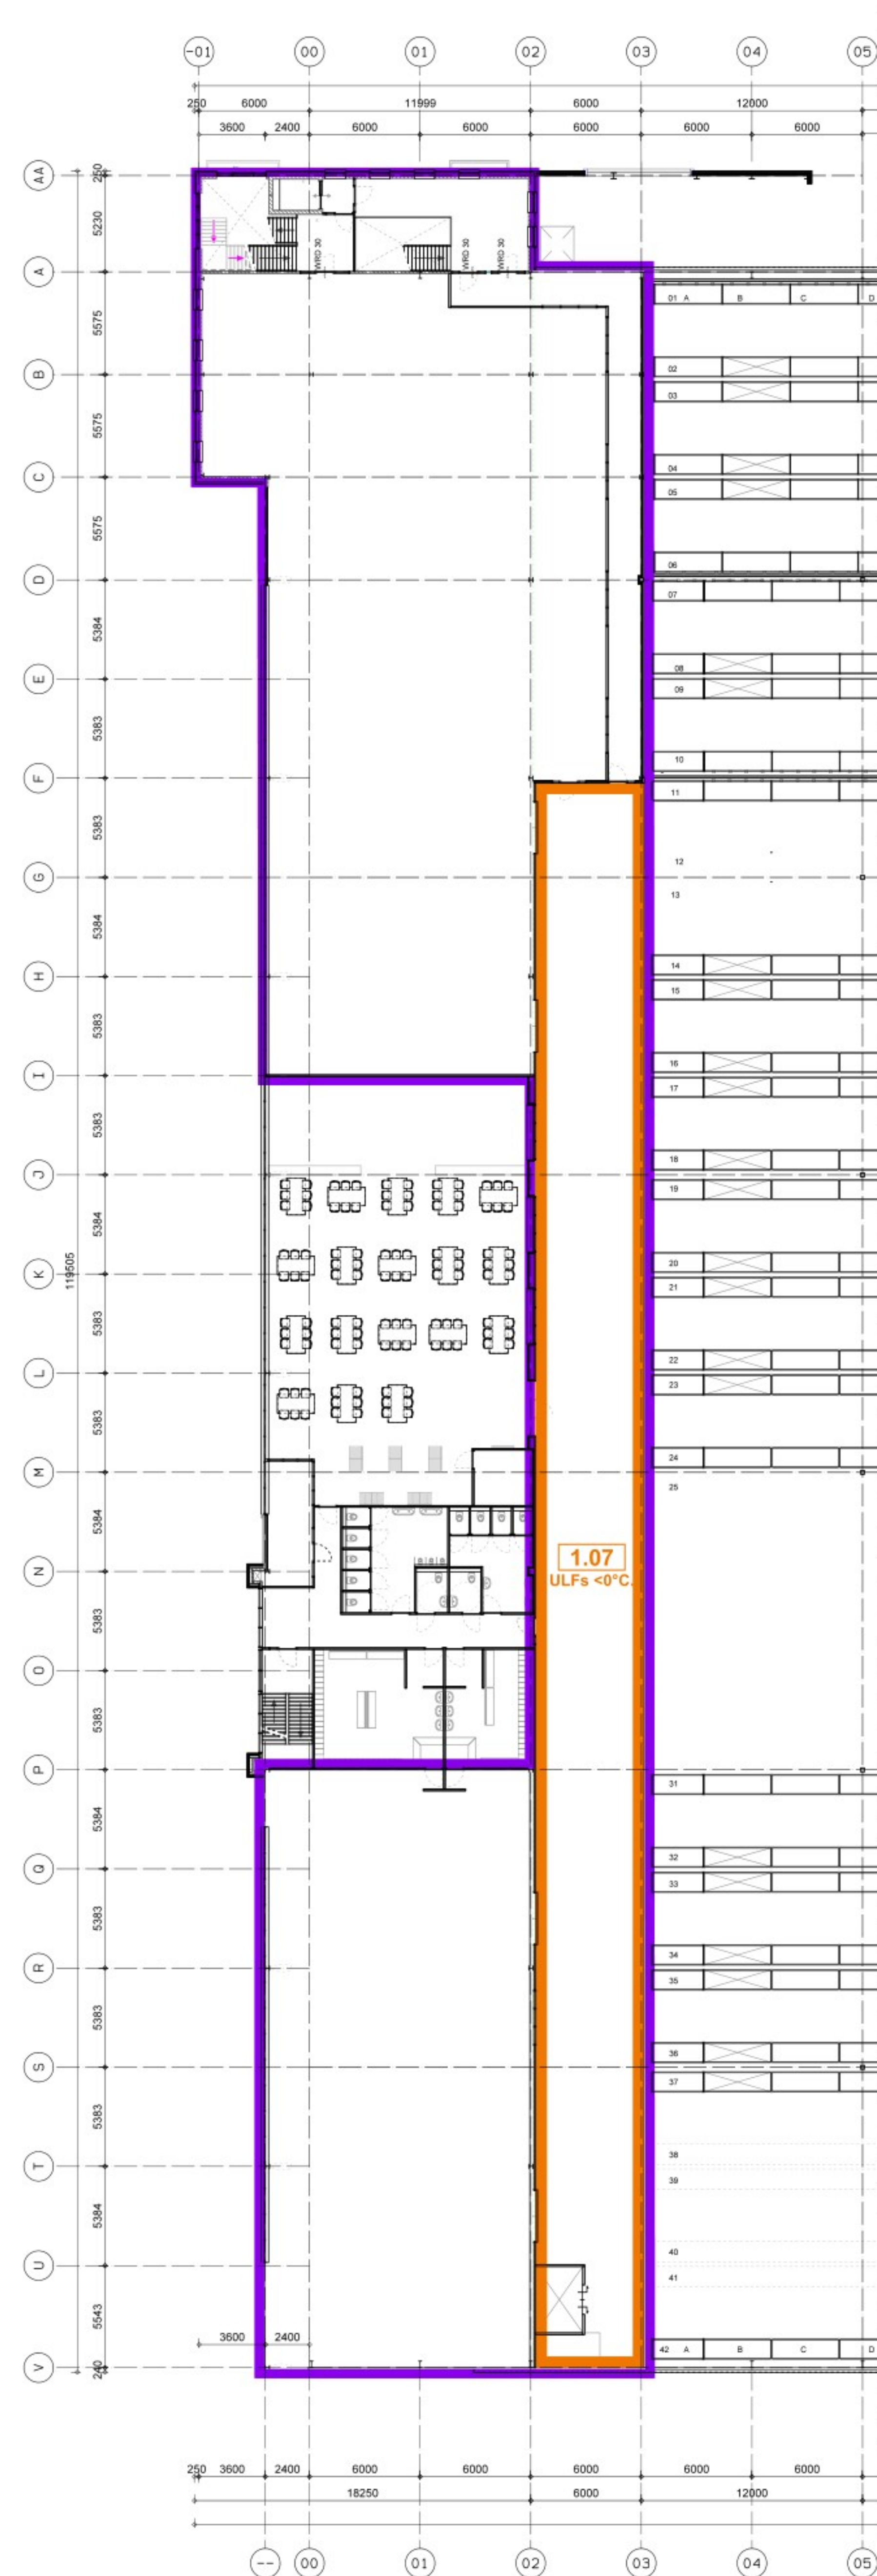 -01 00 01 02 03 04 05
250 6000 11999 6000 12000
3600 2400 6000 6000 6000 6000 6000
AA
250
5230
WRD 30 WRD 30 WRD 30
A
01 A B C D
5575
02
B
03
5575
04
C
05
5575
06
D
07
5384
08
E
09
5383
10
F
11
5383
12
G
13
5384
14
H
15
5383
16
I
17
5383
18
J
19
5384
20
119505
K
21
5383
22
L
23
5383
24
M
25
5384
1.07
N
ULFs <0°C.
5383
O
5383
P
31
5384
32
Q
33
5383
34
R
35
5383
36
S
37
5383
38
T
39
5384
40
U
41
5543
3600 2400
42 A B C D
V
240
250 3600 2400 6000 6000 6000 6000 6000
18250 6000 12000
-- 00 01 02 03 04 05